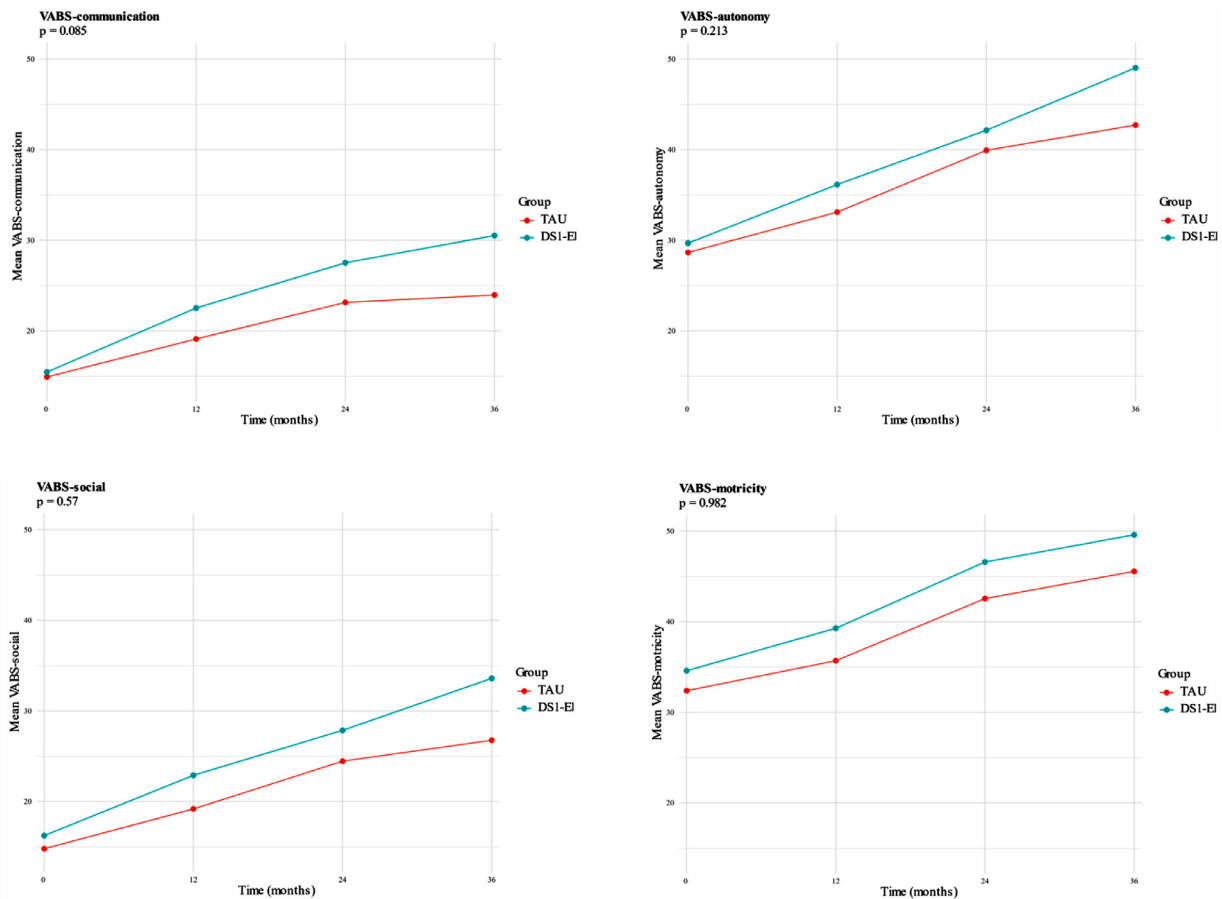 VABS-communication
p = 0.085
50
40
30
20
Mean VABS-communication
0
12
24
36
Time (months)
Group
TAU
DS1-EI
VABS-autonomy
p = 0.213
50
40
30
20
Mean VABS-autonomy
0
12
24
36
Time (months)
Group
TAU
DS1-EI
VABS-social
p = 0.57
50
40
30
20
Mean VABS-social
0
12
24
36
Time (months)
Group
TAU
DS1-EI
VABS-motricity
p = 0.982
50
40
30
20
Mean VABS-motricity
0
12
24
36
Time (months)
Group
TAU
DS1-EI